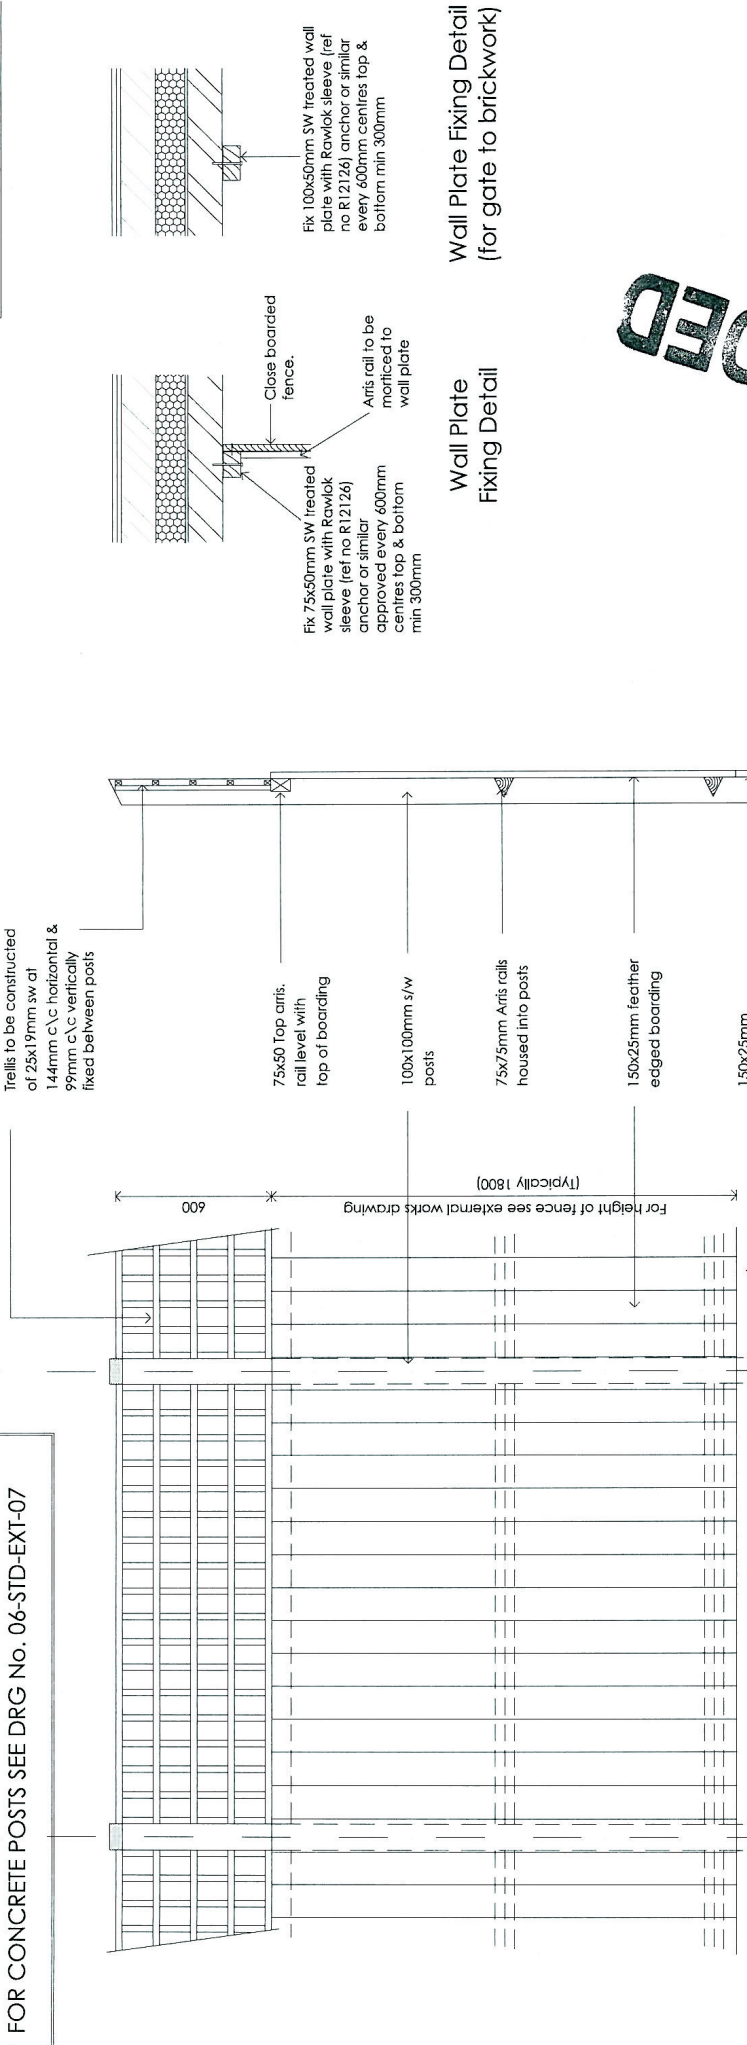 FOR CONCRETE POSTS SEE DRG No. 06-STD-EXT-07
Trellis to be constructed
of 25x19mm sw at
144mm c\c horizontal &
99mm c\c vertically
fixed between posts
600
For height of fence see external works drawing
(Typically 1800)
75x50 Top arris.
rail level with
top of boarding
100x100mm s/w
posts
75x75mm Arris rails
housed into posts
150x25mm feather
edged boarding
150x25mm
Fix 75x50mm SW treated
wall plate with Rawlok
sleeve (ref no R12126)
anchor or similar
approved every 600mm
centres top & bottom
min 300mm
Close boarded
fence.
Arris rail to be
morticed to
wall plate
Wall Plate
Fixing Detail
Fix 100x50mm SW treated wall
plate with Rawlok sleeve (ref
no R12126) anchor or similar
every 600mm centres top &
bottom min 300mm
Wall Plate Fixing Detail
(for gate to brickwork)